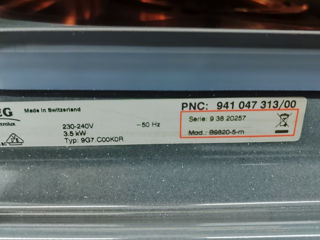 EG
Made in Switzerland
PNC: 941 047 313/00
Serie: 9 38 20257
230-240V ~50 Hz
3.5 kW
Mod.: B9820-5-m
Typ: 9G7.C00K0R